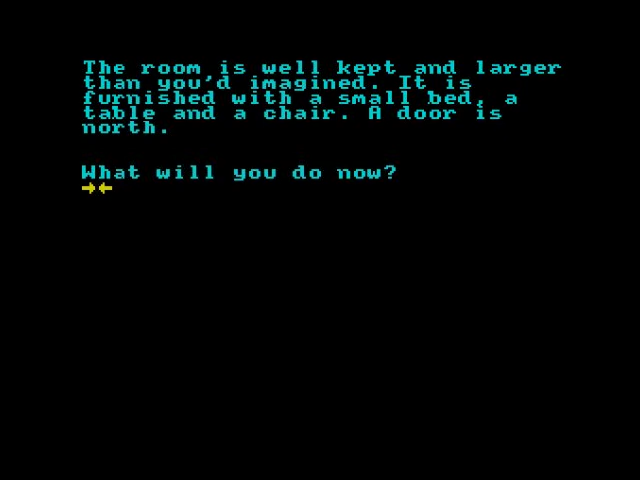 The room is well kept and larger
than you'd imagined. It is
furnished with a small bed, a
table and a chair. A door is
north.
What will you do now?
→←